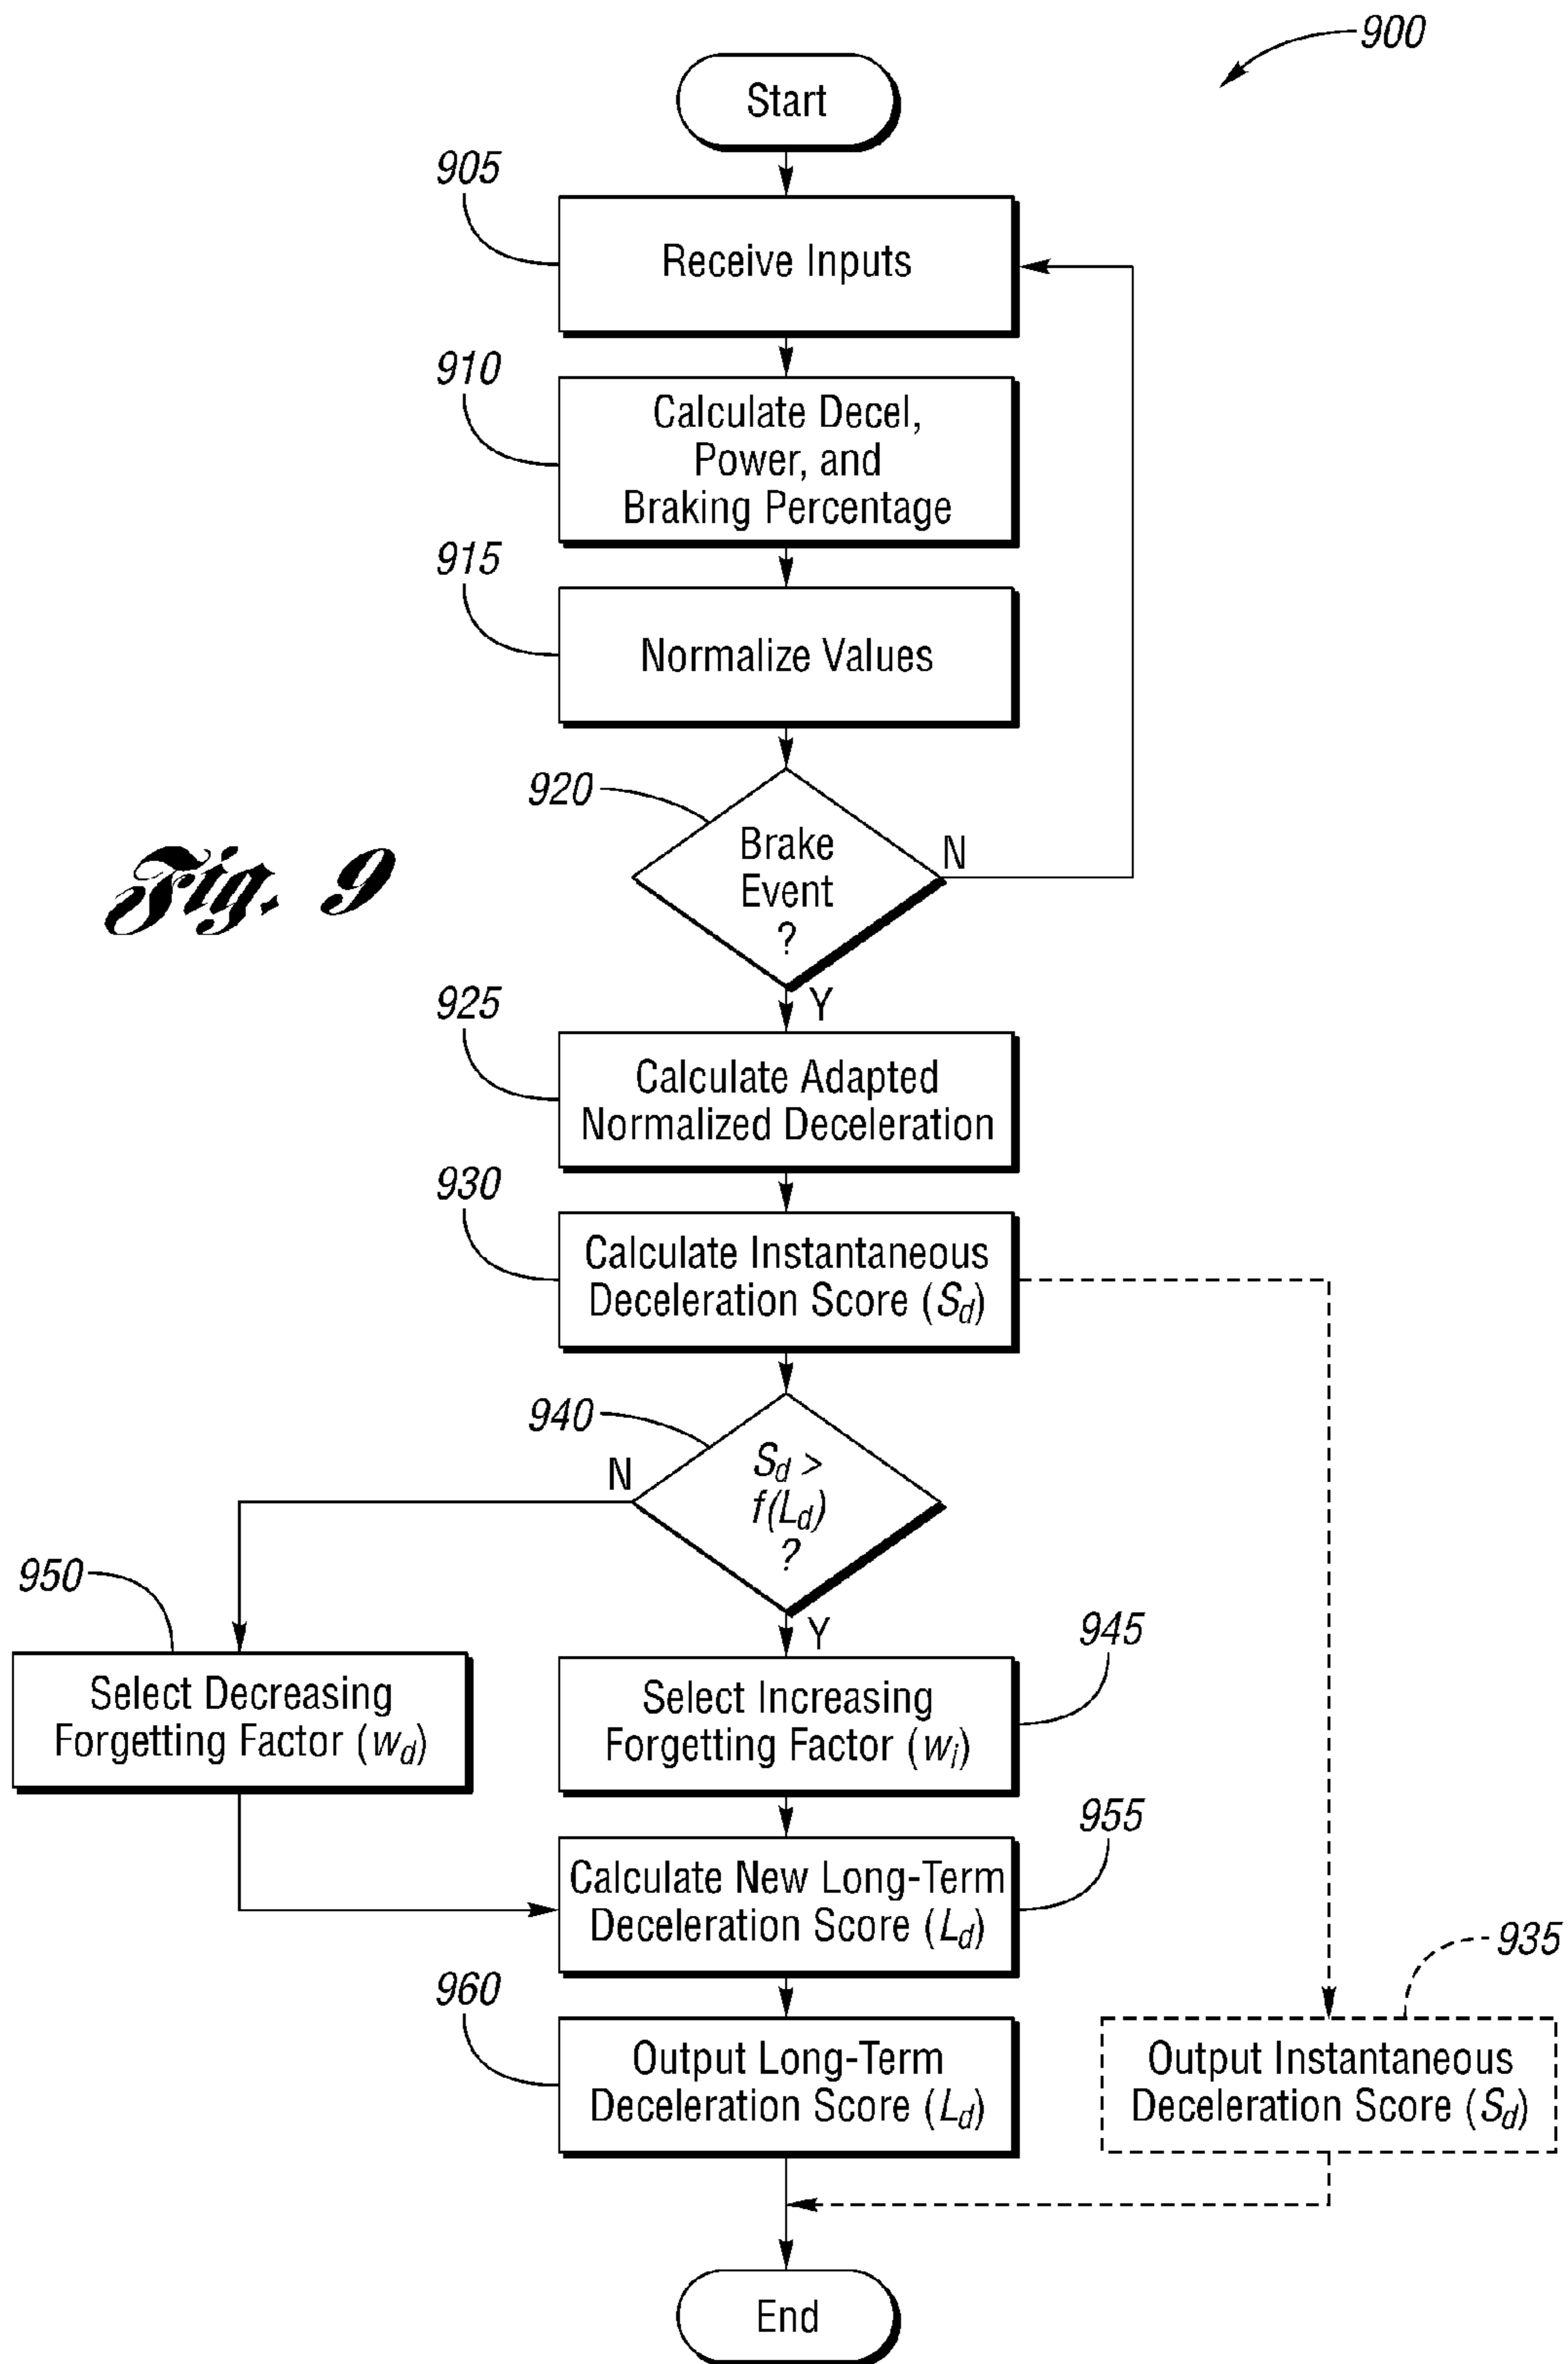 900
Start
905
Receive Inputs
910
Calculate Decel,
Power, and
Braking Percentage
915
Normalize Values
920
Brake
Event
?
N
Fig. 9
Y
925
Calculate Adapted
Normalized Deceleration
930
Calculate Instantaneous
Deceleration Score (Sd)
940
Sd >
f(Ld)
?
N
Y
950
Select Decreasing
Forgetting Factor (wd)
945
Select Increasing
Forgetting Factor (wi)
955
Calculate New Long-Term
Deceleration Score (Ld)
935
960
Output Long-Term
Deceleration Score (Ld)
Output Instantaneous
Deceleration Score (Sd)
End